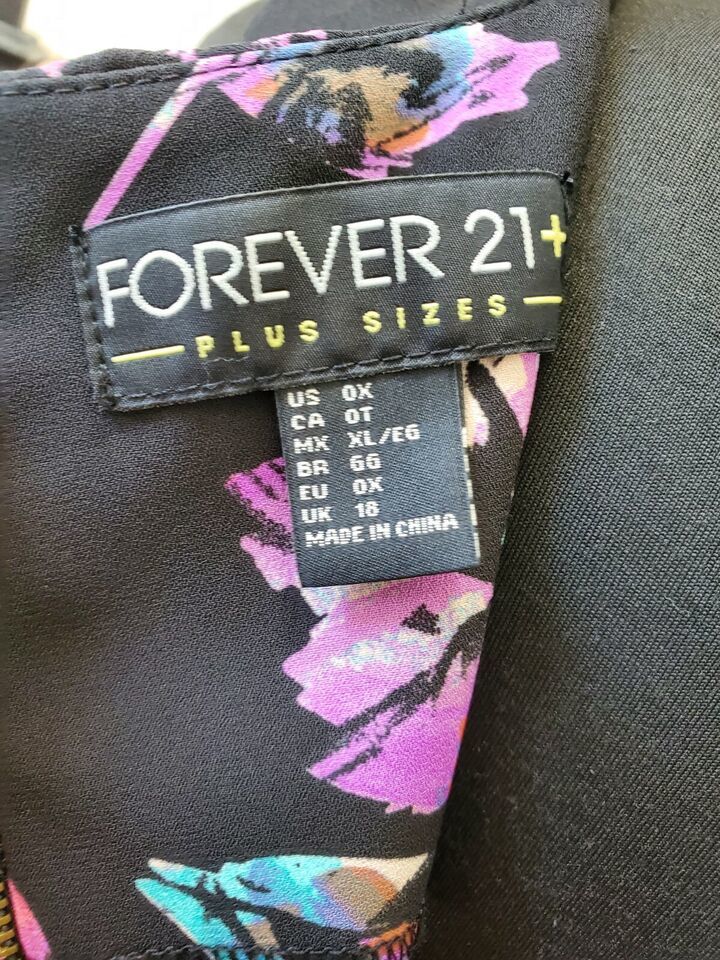 FOREVER 21+
PLUS SIZES
US 0X
CA 0T
MX XL/EG
BR GG
EU 0X
UK 18
MADE IN CHINA